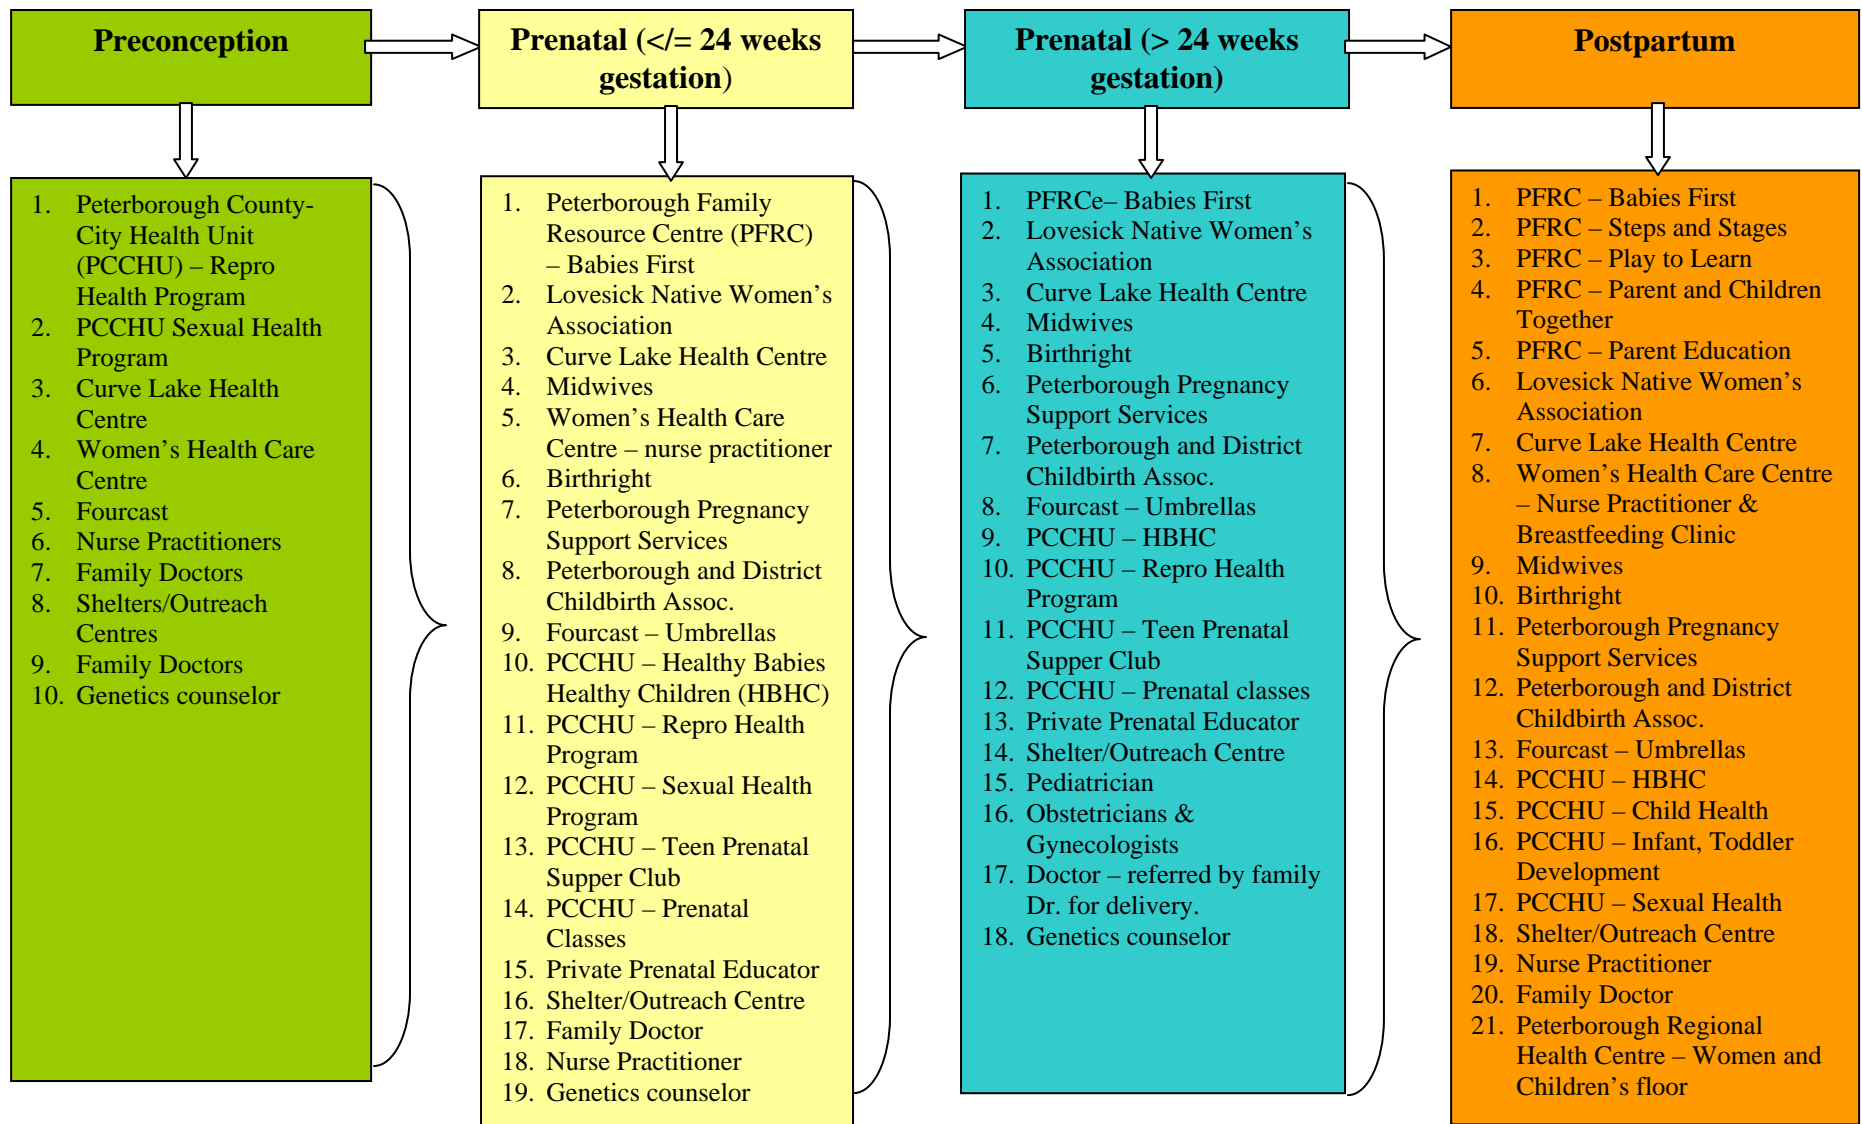 Preconception
Prenatal (</= 24 weeks
gestation)
Prenatal (> 24 weeks
gestation)
Postpartum
1. Peterborough County-
City Health Unit
(PCCHU) – Repro
Health Program
2. PCCHU Sexual Health
Program
3. Curve Lake Health
Centre
4. Women’s Health Care
Centre
5. Fourcast
6. Nurse Practitioners
7. Family Doctors
8. Shelters/Outreach
Centres
9. Family Doctors
10. Genetics counselor
1. Peterborough Family
Resource Centre (PFRC)
– Babies First
2. Lovesick Native Women’s
Association
3. Curve Lake Health Centre
4. Midwives
5. Women’s Health Care
Centre – nurse practitioner
6. Birthright
7. Peterborough Pregnancy
Support Services
8. Peterborough and District
Childbirth Assoc.
9. Fourcast – Umbrellas
10. PCCHU – Healthy Babies
Healthy Children (HBHC)
11. PCCHU – Repro Health
Program
12. PCCHU – Sexual Health
Program
13. PCCHU – Teen Prenatal
Supper Club
14. PCCHU – Prenatal
Classes
15. Private Prenatal Educator
16. Shelter/Outreach Centre
17. Family Doctor
18. Nurse Practitioner
19. Genetics counselor
1. PFRCe– Babies First
2. Lovesick Native Women’s
Association
3. Curve Lake Health Centre
4. Midwives
5. Birthright
6. Peterborough Pregnancy
Support Services
7. Peterborough and District
Childbirth Assoc.
8. Fourcast – Umbrellas
9. PCCHU – HBHC
10. PCCHU – Repro Health
Program
11. PCCHU – Teen Prenatal
Supper Club
12. PCCHU – Prenatal classes
13. Private Prenatal Educator
14. Shelter/Outreach Centre
15. Pediatrician
16. Obstetricians &
Gynecologists
17. Doctor – referred by family
Dr. for delivery.
18. Genetics counselor
1. PFRC – Babies First
2. PFRC – Steps and Stages
3. PFRC – Play to Learn
4. PFRC – Parent and Children
Together
5. PFRC – Parent Education
6. Lovesick Native Women’s
Association
7. Curve Lake Health Centre
8. Women’s Health Care Centre
– Nurse Practitioner &
Breastfeeding Clinic
9. Midwives
10. Birthright
11. Peterborough Pregnancy
Support Services
12. Peterborough and District
Childbirth Assoc.
13. Fourcast – Umbrellas
14. PCCHU – HBHC
15. PCCHU – Child Health
16. PCCHU – Infant, Toddler
Development
17. PCCHU – Sexual Health
18. Shelter/Outreach Centre
19. Nurse Practitioner
20. Family Doctor
21. Peterborough Regional
Health Centre – Women and
Children’s floor